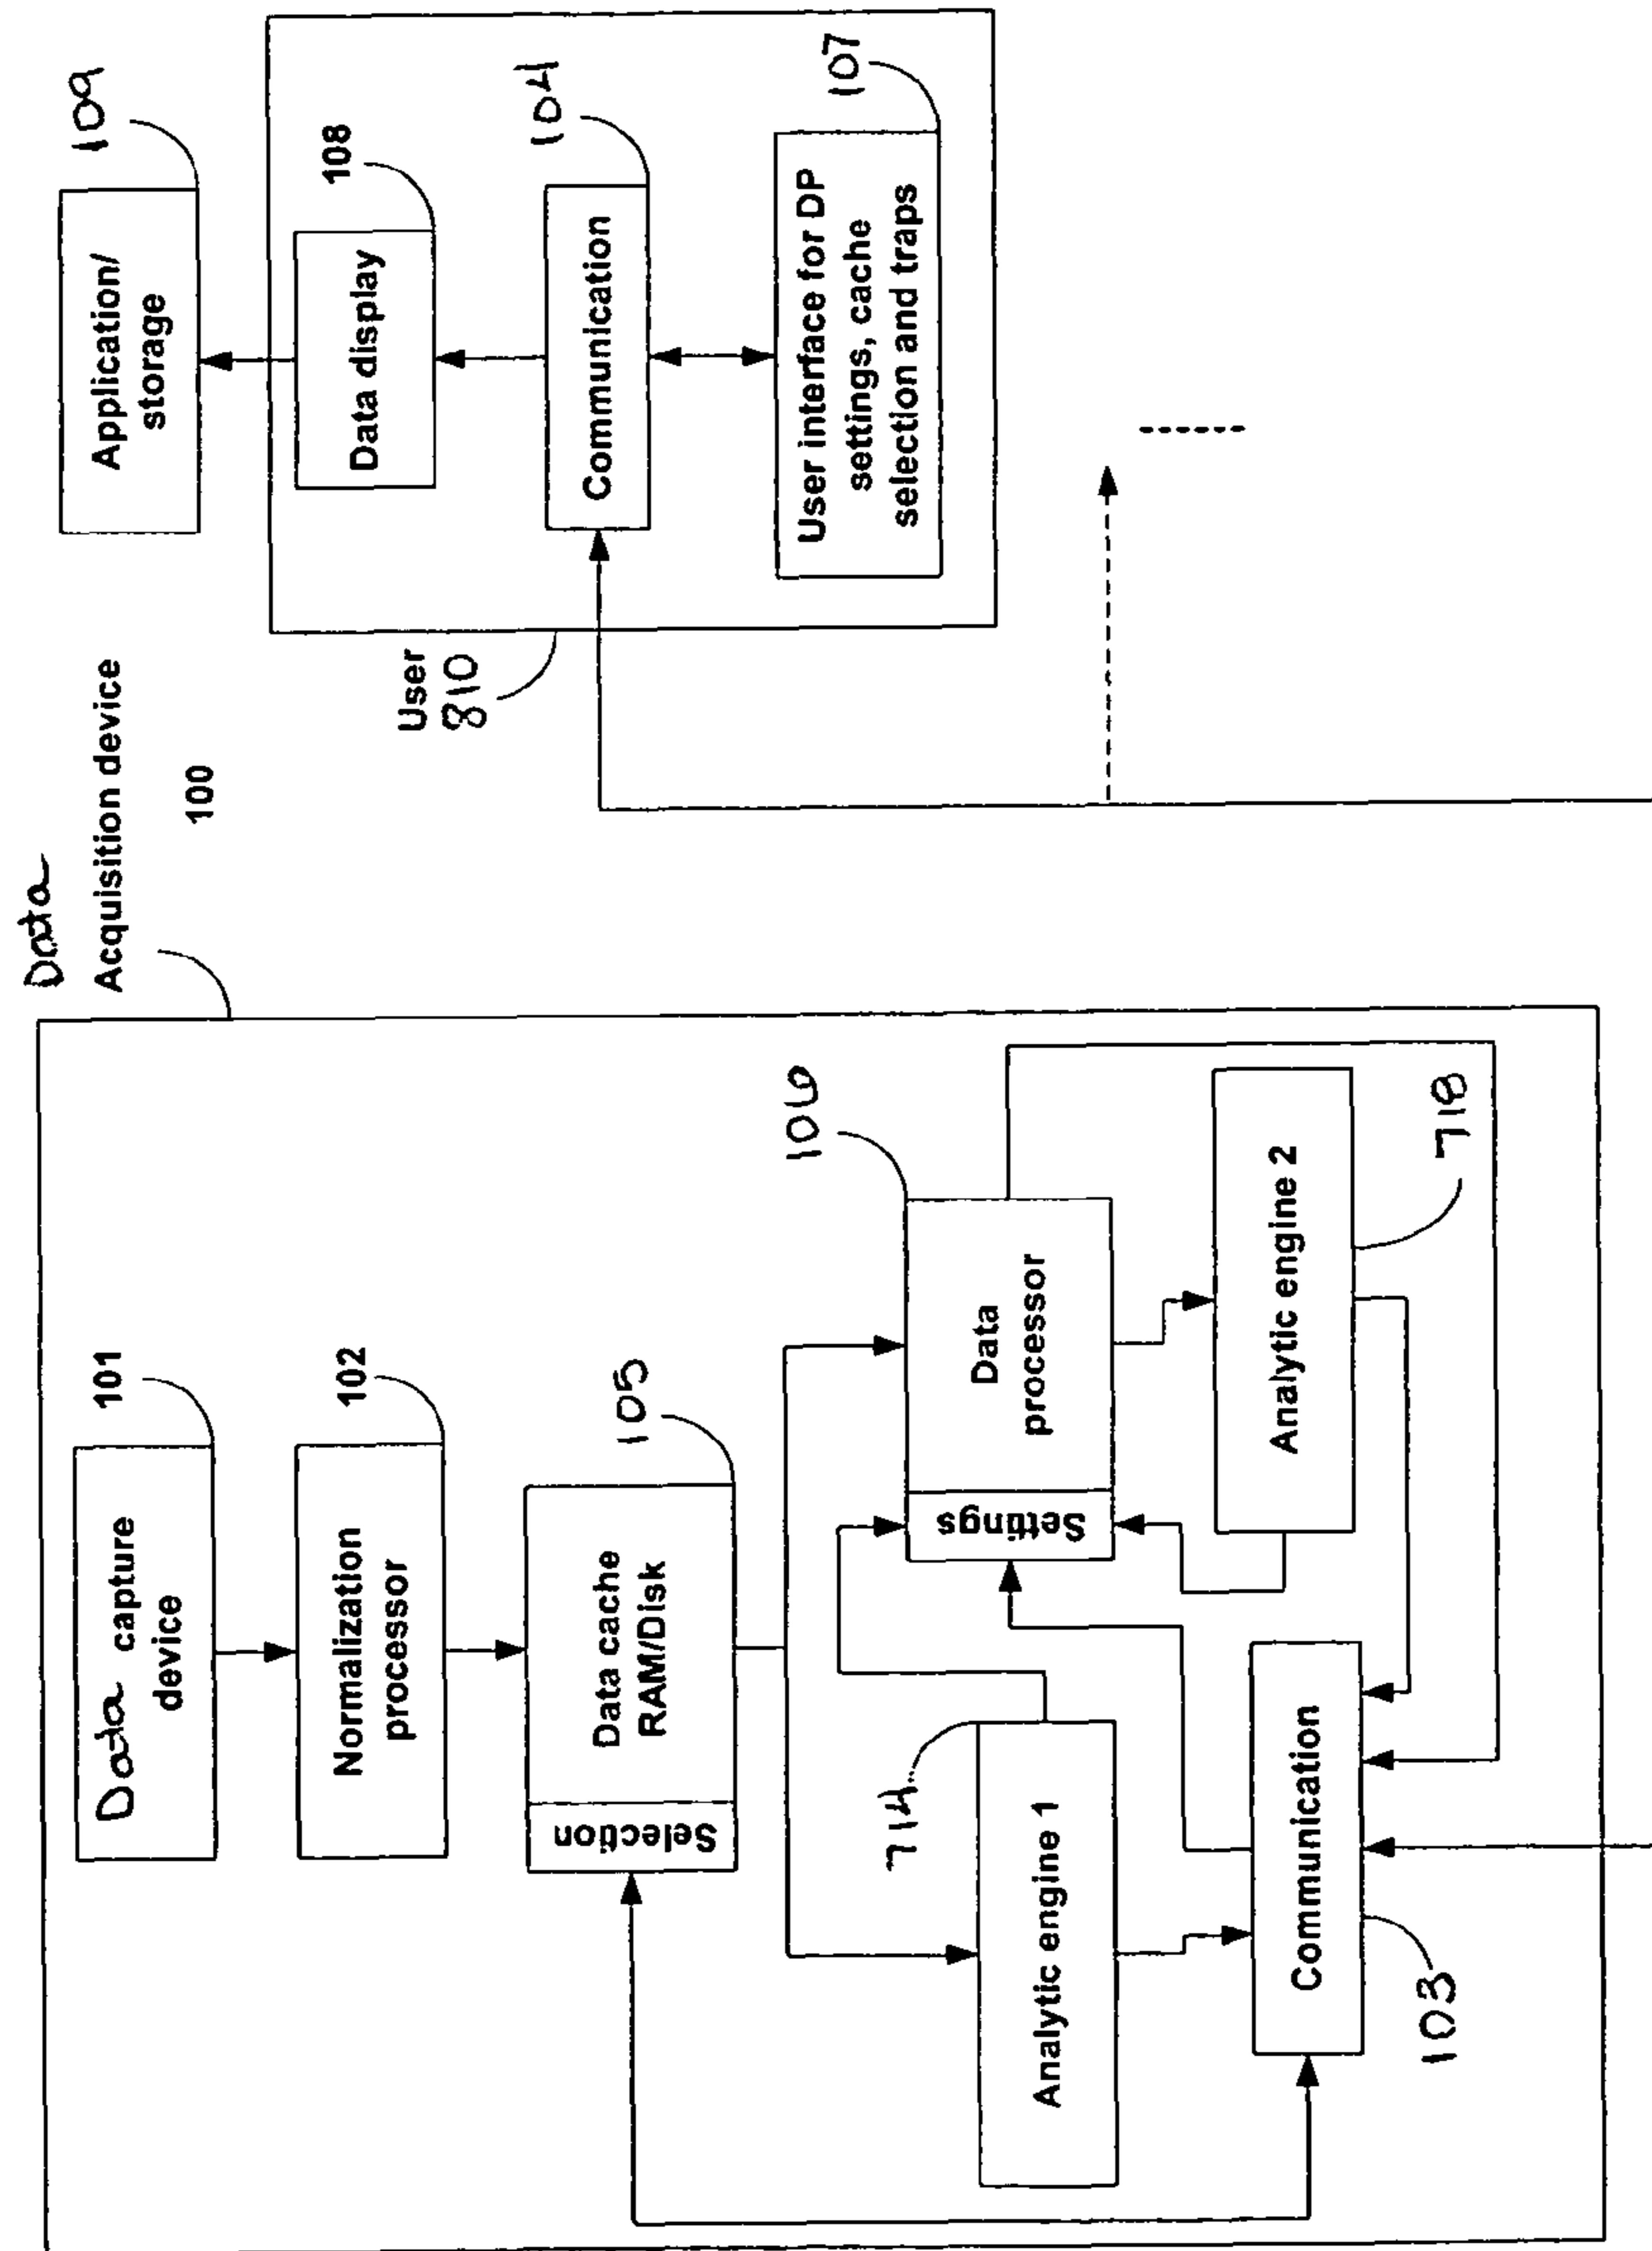 Data
Acquisition device
100
Data capture
device
101
Normalization
processor
102
Data cache
RAM/Disk
Selection
105
Data
processor
Settings
106
Analytic engine 1
714
Analytic engine 2
718
Communication
103
User
810
Application/
storage
109
Data display
108
Communication
104
User interface for DP
settings, cache
selection and traps
107